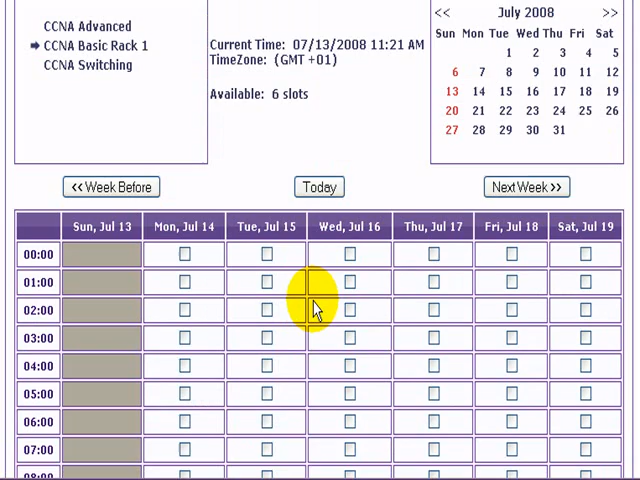 CCNA Advanced
CCNA Basic Rack 1
CCNA Switching
Current Time: 07/13/2008 11:21 AM
TimeZone: (GMT +01)
Available: 6 slots
<< July 2008 >>
Sun Mon Tue Wed Thu Fri Sat
1 2 3 4 5
6 7 8 9 10 11 12
13 14 15 16 17 18 19
20 21 22 23 24 25 26
27 28 29 30 31
<< Week Before
Today
Next Week >>
Sun, Jul 13 Mon, Jul 14 Tue, Jul 15 Wed, Jul 16 Thu, Jul 17 Fri, Jul 18 Sat, Jul 19
00:00
01:00
02:00
03:00
04:00
05:00
06:00
07:00
08:00